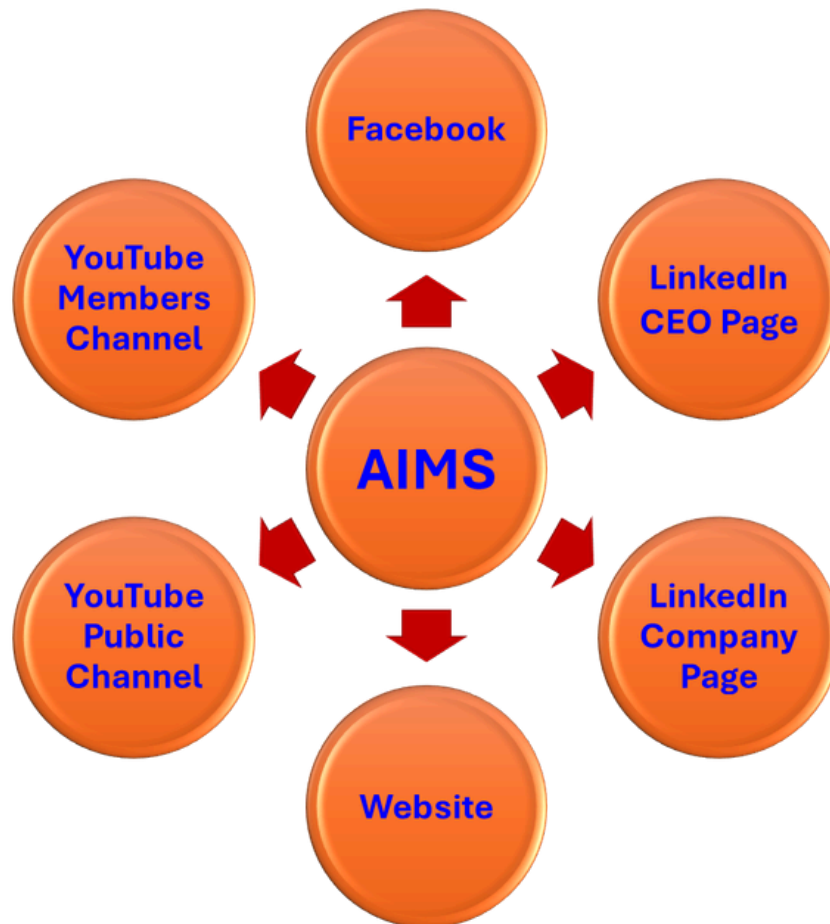 Facebook
YouTube
Members
Channel
LinkedIn
CEO Page
AIMS
YouTube
Public
Channel
LinkedIn
Company
Page
Website